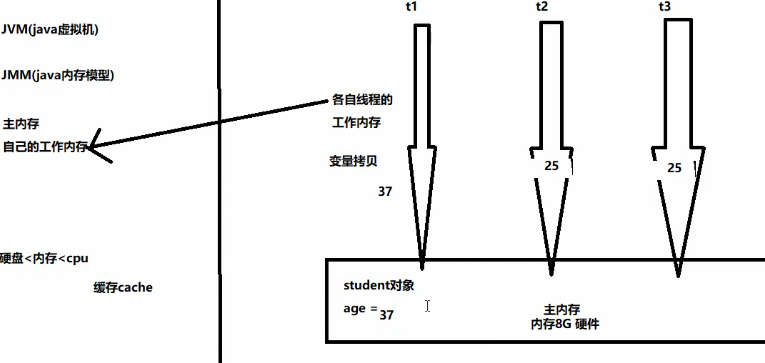 JVM(java虚拟机)
JMM(java内存模型)
主内存
自己的工作内存
硬盘<内存<cpu
缓存cache
t1
t2
t3
各自线程的
工作内存
变量拷贝
37
25
25
student对象
age =37
主内存
内存8G 硬件